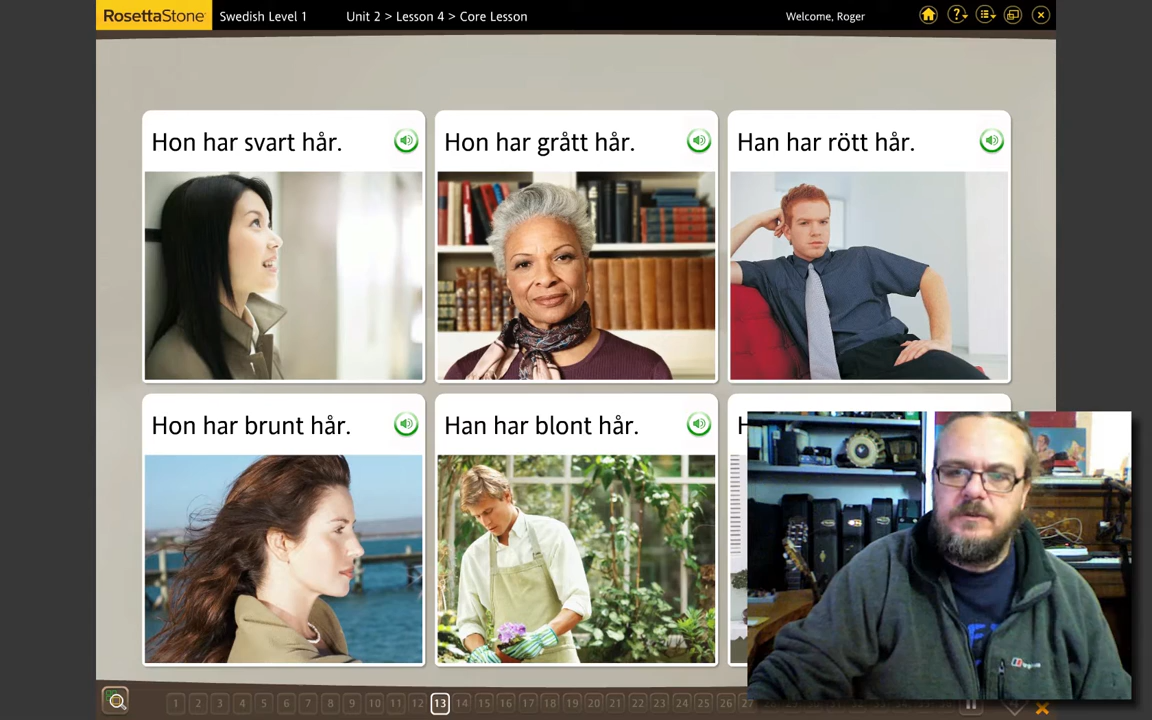 RosettaStone Swedish Level 1 Unit 2 > Lesson 4 > Core Lesson Welcome, Roger
Hon har svart hår.
Hon har grått hår.
Han har rött hår.
Hon har brunt hår.
Han har blont hår.
H
1 2 3 4 5 6 7 8 9 10 11 12 13 14 15 16 17 18 19 20 21 22 23 24 25 26 27